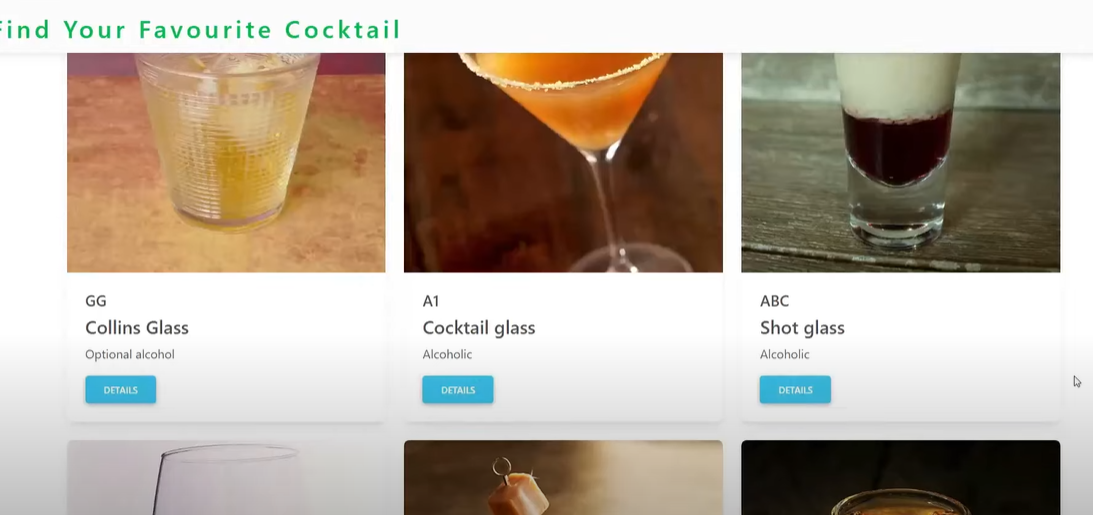 Find Your Favourite Cocktail
GG
Collins Glass
Optional alcohol
DETAILS
A1
Cocktail glass
Alcoholic
DETAILS
ABC
Shot glass
Alcoholic
DETAILS